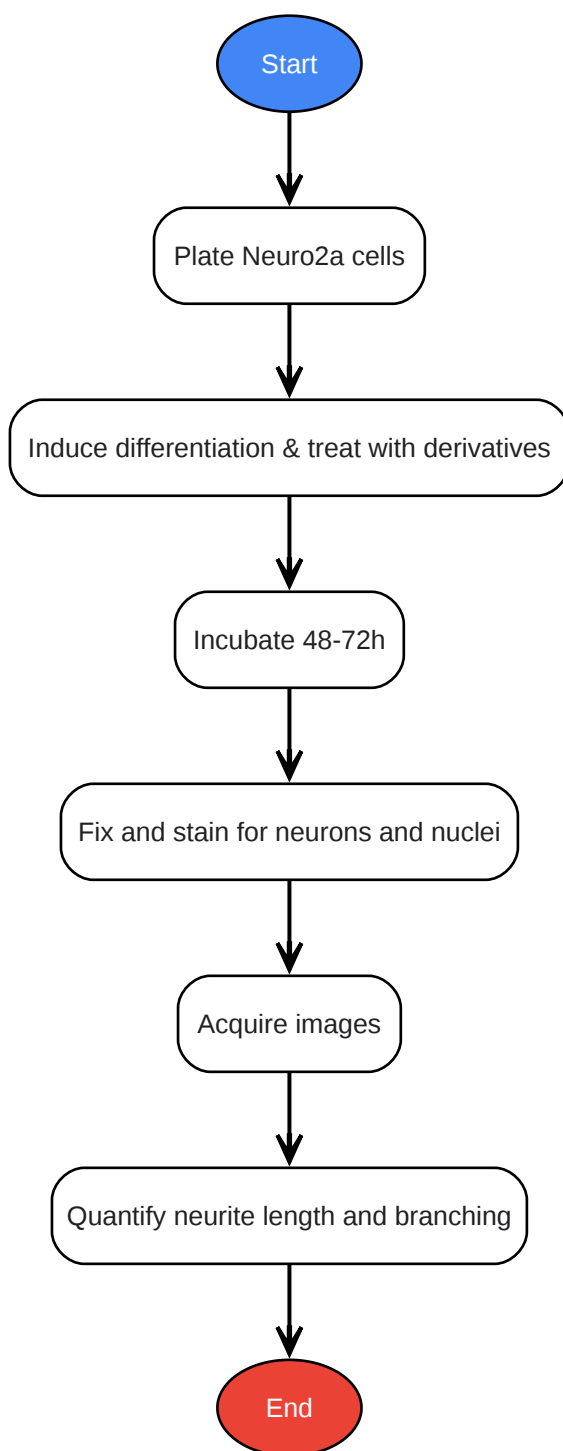 Start
Plate Neuro2a cells
Induce differentiation & treat with derivatives
Incubate 48-72h
Fix and stain for neurons and nuclei
Acquire images
Quantify neurite length and branching
End